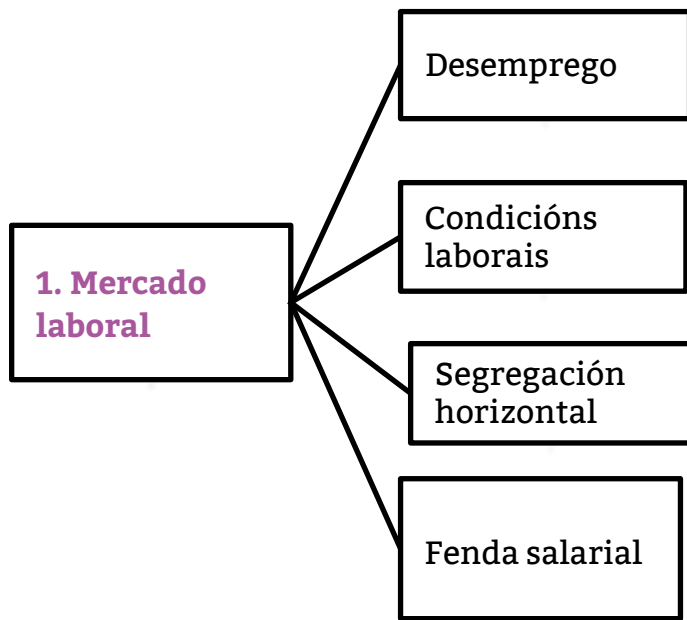 1. Mercado
laboral
Desemprego
Condicións
laborais
Segregación
horizontal
Fenda salarial